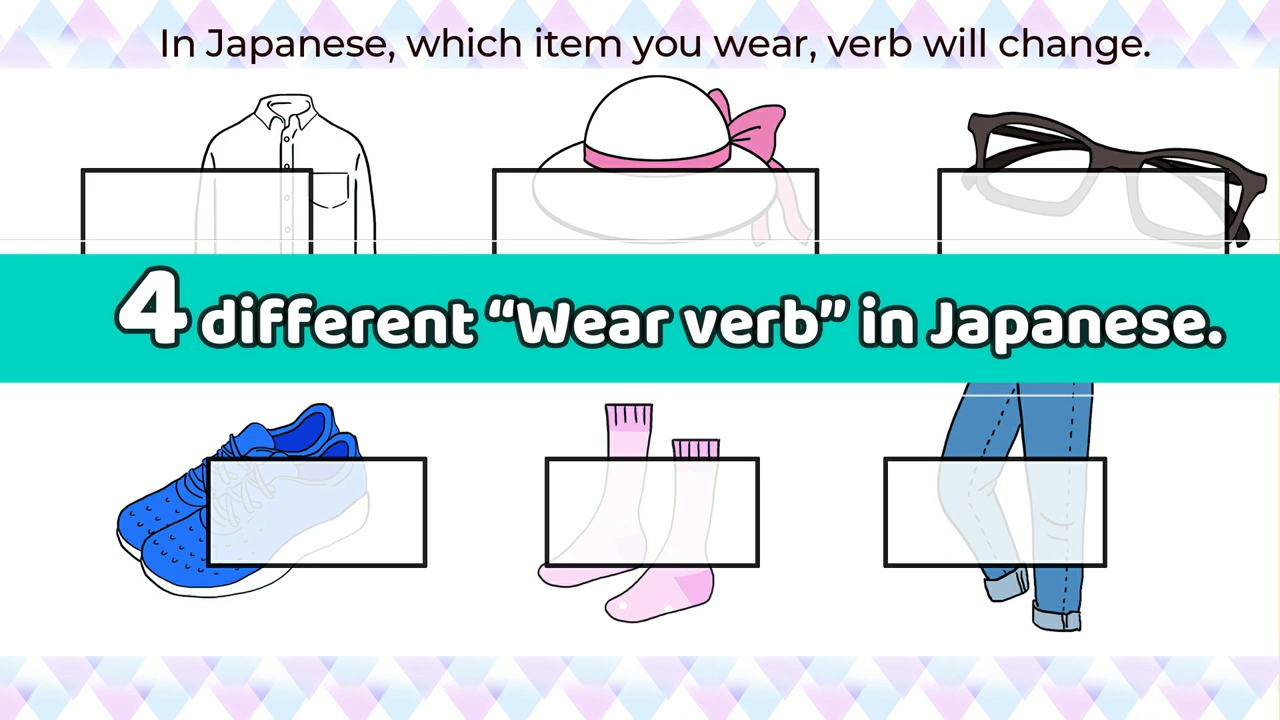 In Japanese, which item you wear, verb will change.
4 different “Wear verb” in Japanese.